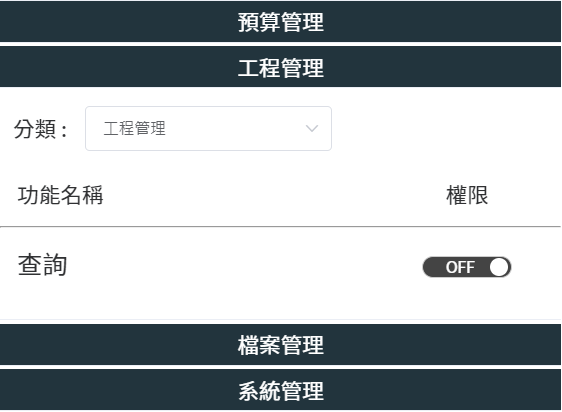 預算管理
工程管理
分類 : 工程管理
功能名稱 權限
查詢 OFF
檔案管理
系統管理